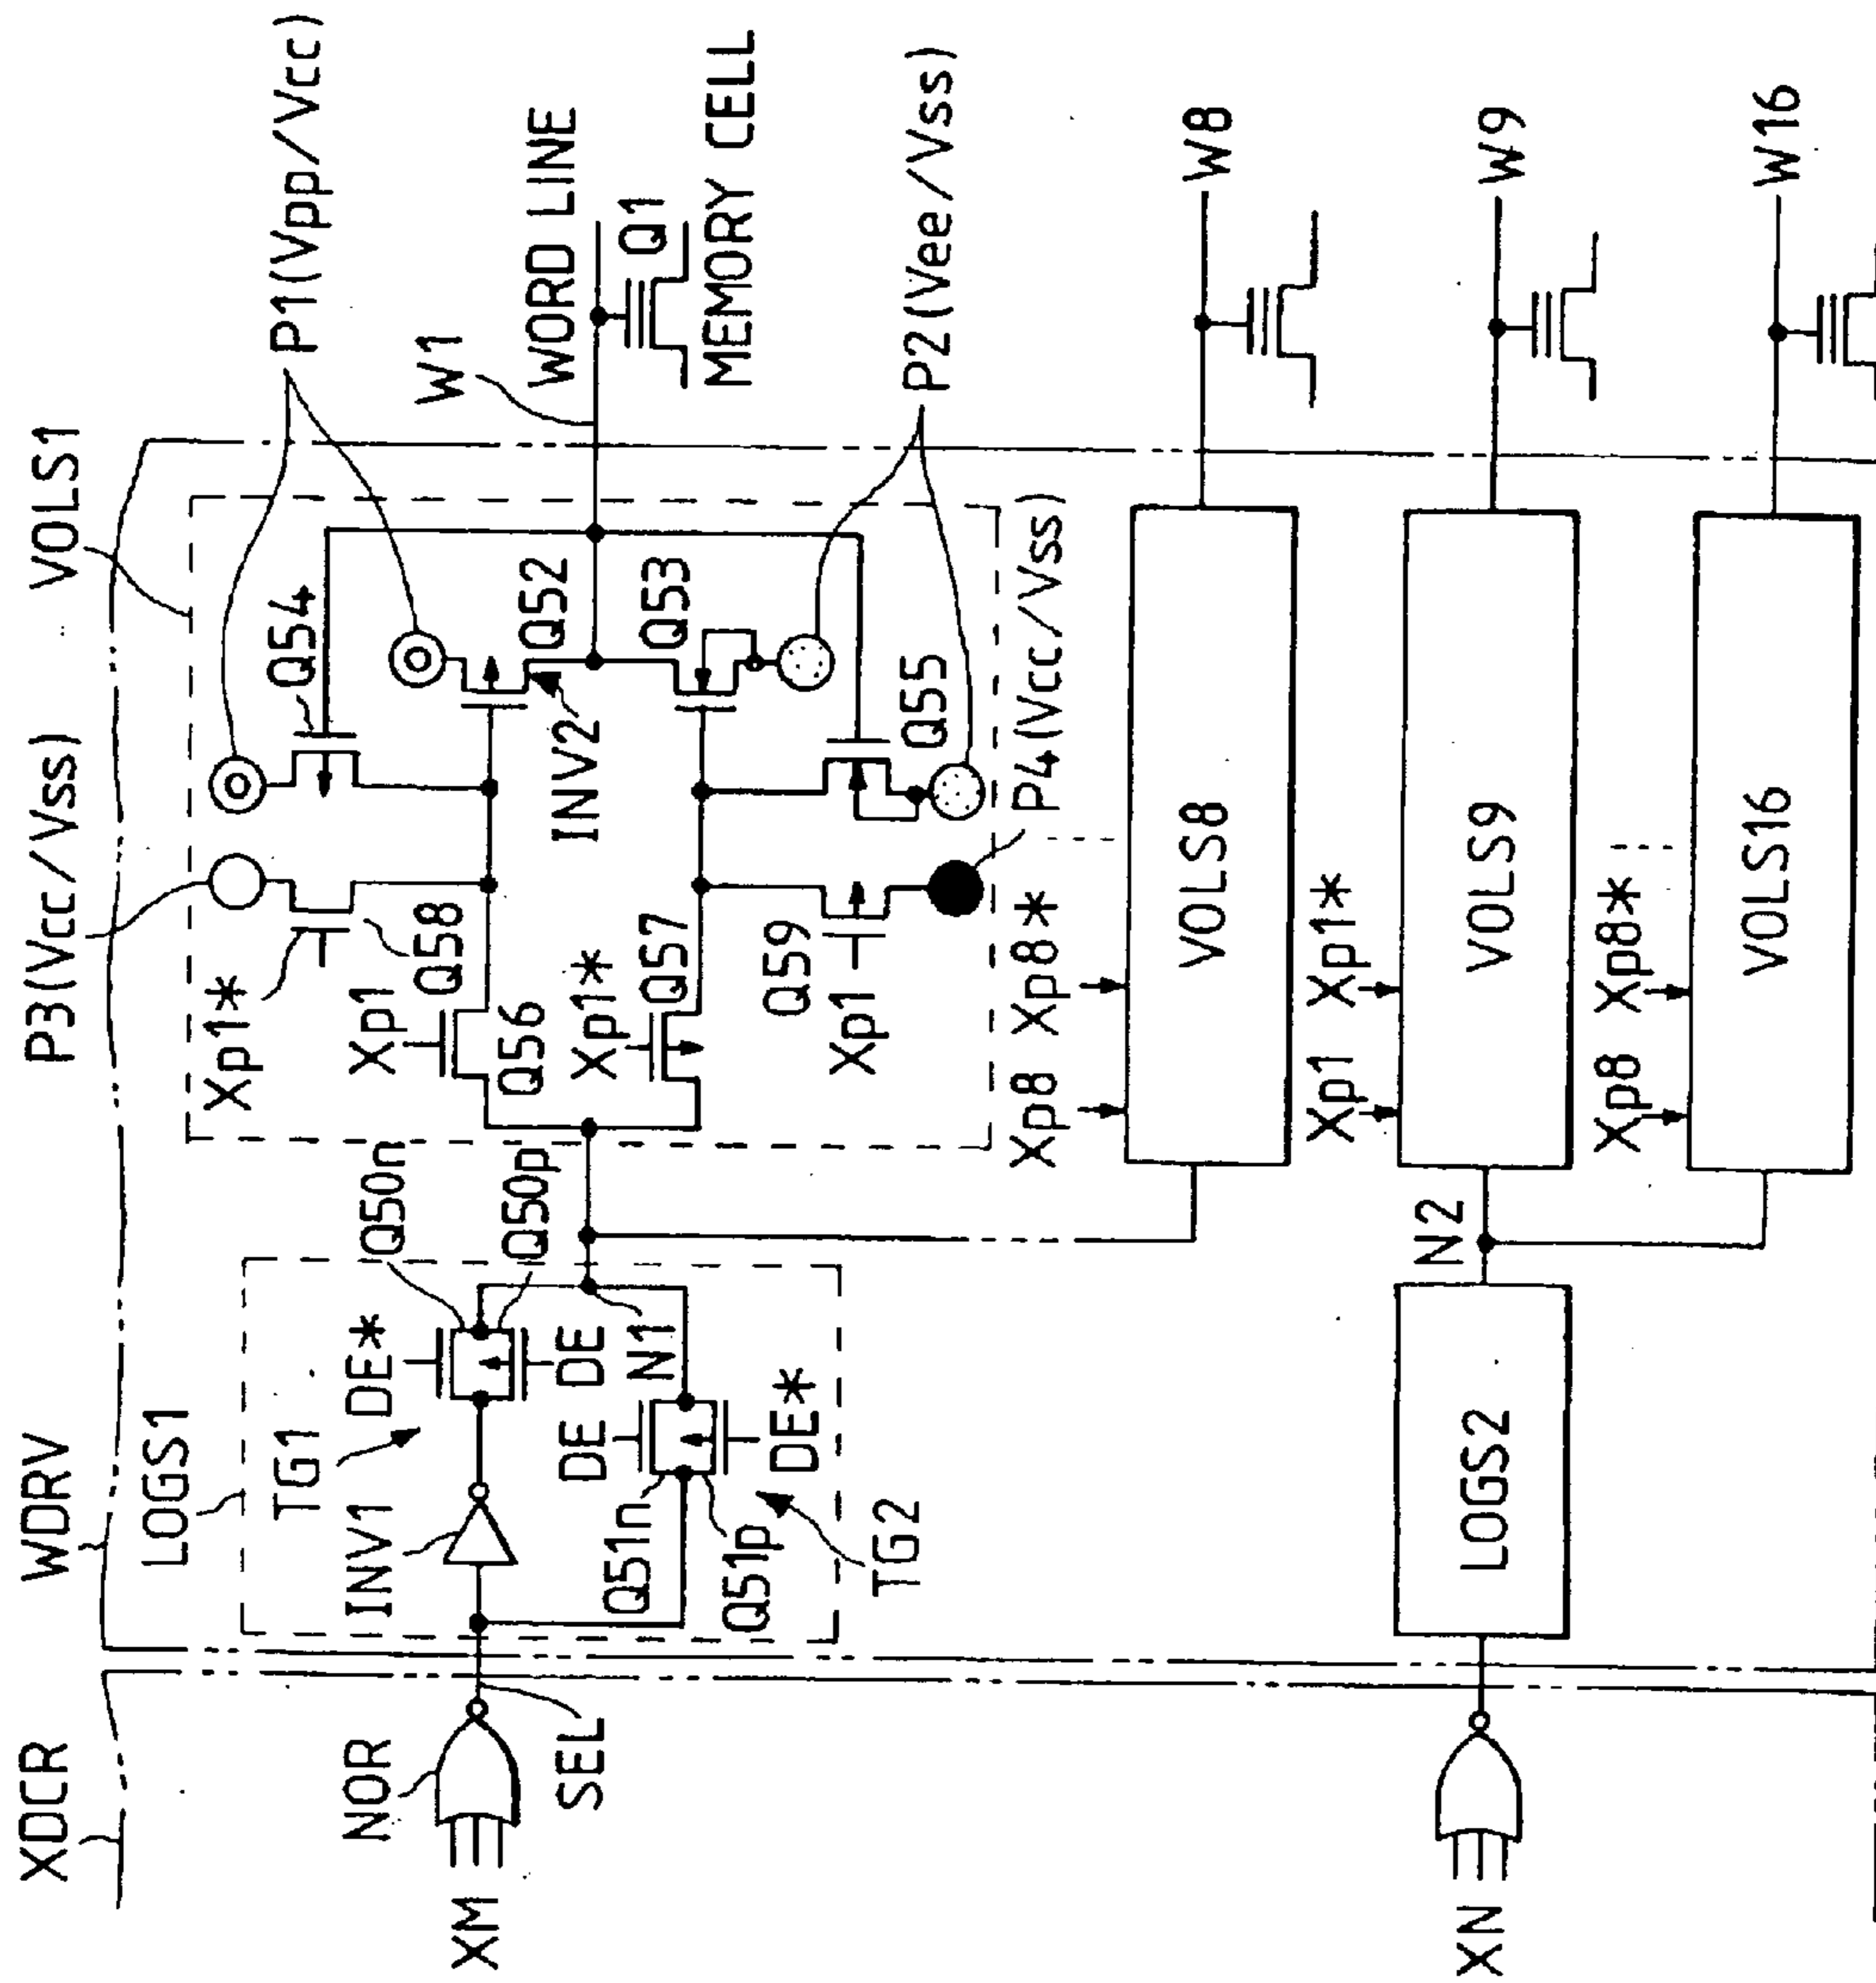 XDCR
WDRV
P3(Vcc/Vss)
VOLS1
P1(Vpp/Vcc)
LOGS1
Xp1*
Q54
W1
WORD LINE
Q1
MEMORY CELL
NOR
TG1
DE*
Q50n
Xp1
Q58
Q52
INV1
Q50p
Q56
INV2
Q53
XM
SEL
DE
N1
Xp1*
Q57
P2(Vee/Vss)
Q51n
DE
Q55
Q51p
DE*
Q59
Xp1
TG2
P4(Vcc/Vss)
Xp8
Xp8*
VOLS8
W8
Xp1
Xp1*
N2
XN
LOGS2
VOLS9
W9
Xp8
Xp8*
VOLS16
W16